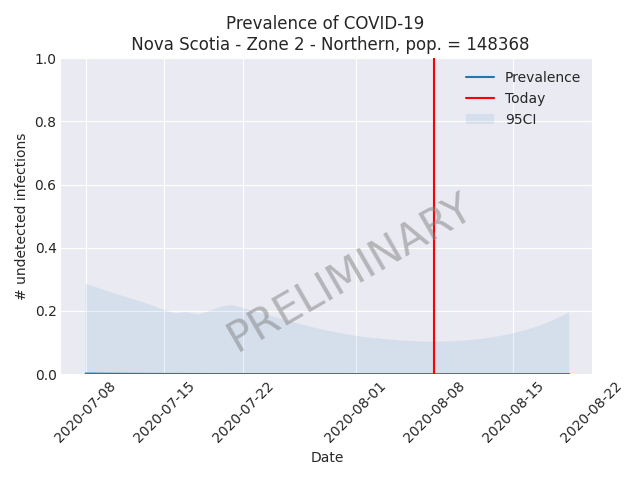 Prevalence of COVID-19
Nova Scotia - Zone 2 - Northern, pop. = 148368
1.0
0.8
0.6
0.4
0.2
0.0
# undetected infections
Prevalence
Today
95CI
PRELIMINARY
2020-07-08
2020-07-15
2020-07-22
2020-08-01
2020-08-08
2020-08-15
2020-08-22
Date